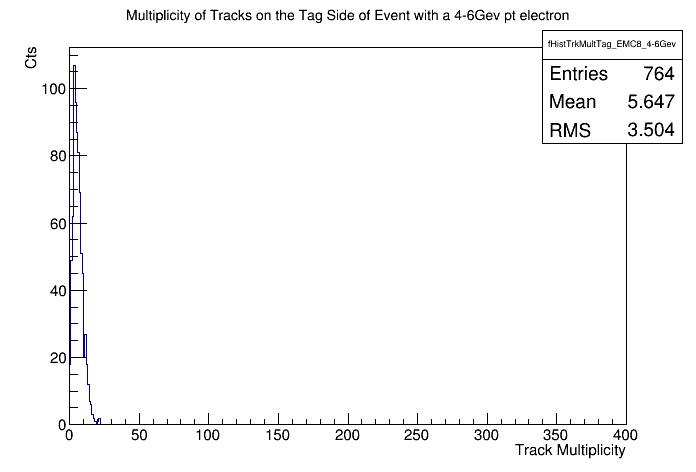 Multiplicity of Tracks on the Tag Side of Event with a 4-6Gev pt electron
Cts
fHistTrkMultTag_EMC8_4-6Gev
Entries 764
Mean 5.647
RMS 3.504
100
80
60
40
20
0
0 50 100 150 200 250 300 350 400
Track Multiplicity